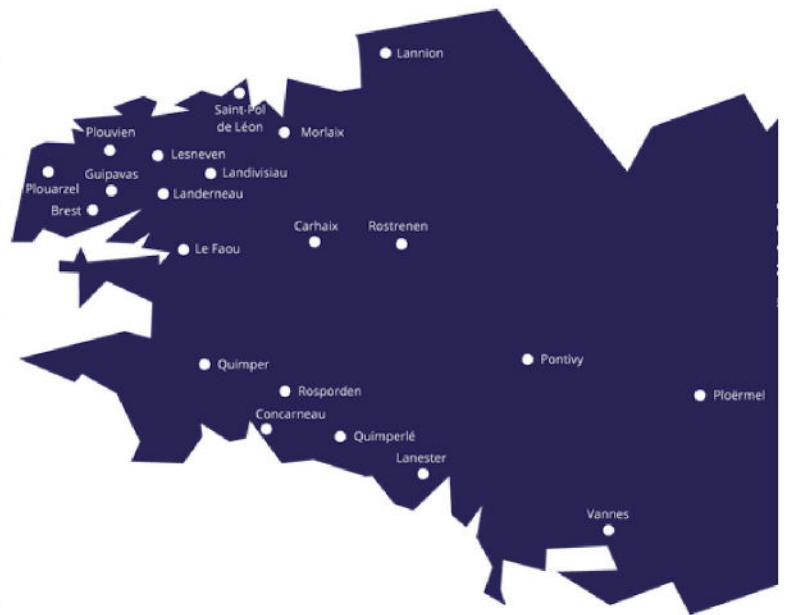 Lannion
Saint-Pol
de Léon
Plouvien
Morlaix
Lesneven
Guipavas
Landivisiau
Plouarzel
Landerneau
Brest
Carhaix
Rostrenen
Le Faou
Quimper
Pontivy
Rosporden
Ploërmel
Concarneau
Quimperlé
Lanester
Vannes